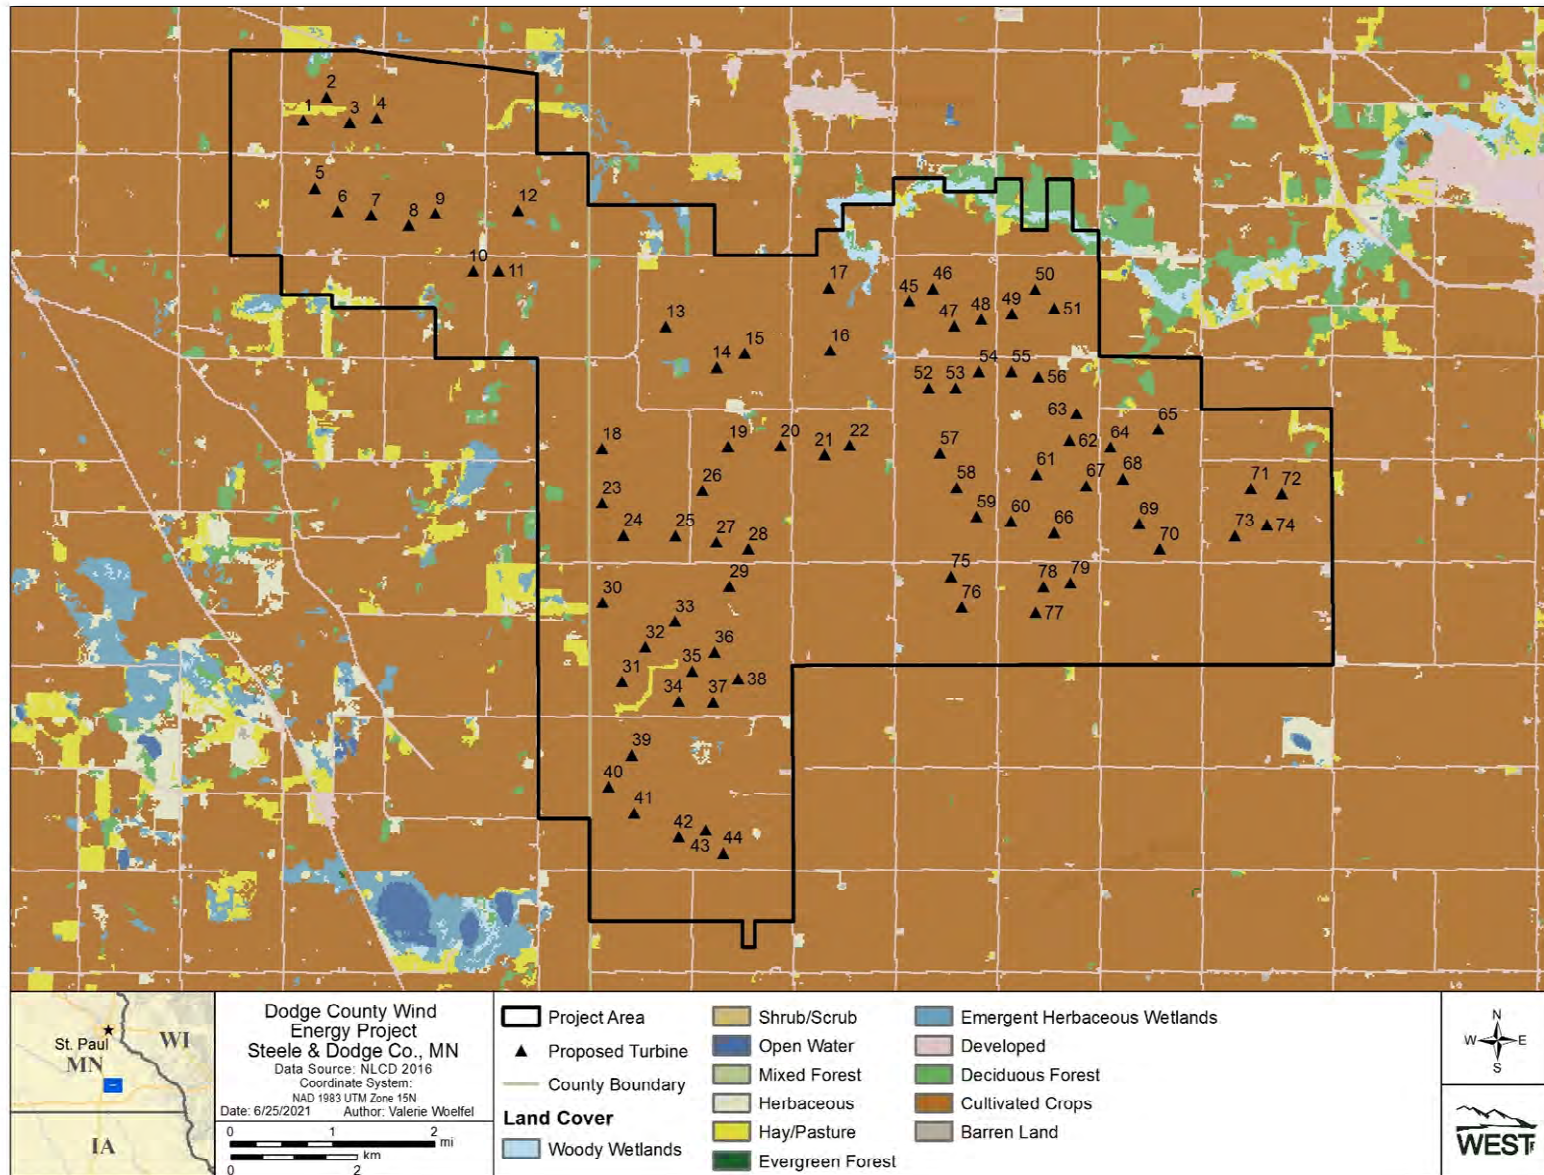 2
1
3
4
5
6
7
8
9
12
10
11
17
46
50
45
13
47
48
49
51
15
16
14
54
55
52
53
56
63
65
18
19
20
21
22
57
62
64
26
58
61
67
68
71
72
23
24
25
27
28
59
60
66
69
70
73
74
29
75
78
79
30
76
77
33
32
36
31
35
34
37
38
39
40
41
42
43
44
St. Paul
MN
WI
IA
Dodge County Wind
Energy Project
Steele & Dodge Co., MN
Data Source: NLCD 2016
Coordinate System:
NAD 1983 UTM Zone 15N
Date: 6/25/2021 Author: Valerie Woelfel
0 1 2
mi
km
0 2
Project Area
Proposed Turbine
County Boundary
Land Cover
Woody Wetlands
Shrub/Scrub
Open Water
Mixed Forest
Herbaceous
Hay/Pasture
Evergreen Forest
Emergent Herbaceous Wetlands
Developed
Deciduous Forest
Cultivated Crops
Barren Land
N
W E
S
WEST